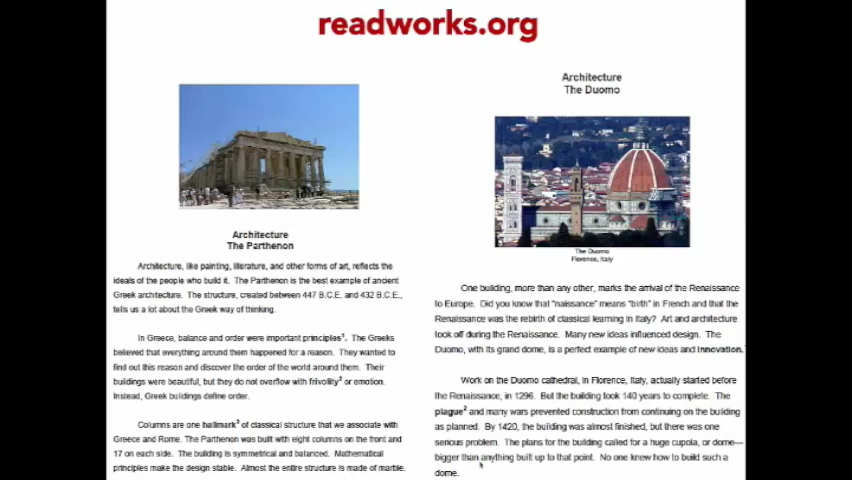 readworks.org
Architecture
The Parthenon
Architecture, like painting, literature, and other forms of art, reflects the
ideals of the people who build it. The Parthenon is the best example of ancient
Greek architecture. The structure, created between 447 B.C.E. and 432 B.C.E.,
tells us a lot about the Greek way of thinking.
In Greece, balance and order were important principles¹. The Greeks
believed that everything around them happened for a reason. They wanted to
find out this reason and discover the order of the world around them. Their
buildings were beautiful, but they do not overflow with frivolity² or emotion.
Instead, Greek buildings define order.
Columns are one hallmark³ of classical structure that we associate with
Greece and Rome. The Parthenon was built with eight columns on the front and
17 on each side. The building is symmetrical and balanced. Mathematical
principles make the design stable. Almost the entire structure is made of marble.
Architecture
The Duomo
The Duomo
Florence, Italy
One building, more than any other, marks the arrival of the Renaissance
to Europe. Did you know that "naissance" means "birth" in French and that the
Renaissance was the rebirth of classical learning in Italy? Art and architecture
took off during the Renaissance. Many new ideas influenced design. The
Duomo, with its grand dome, is a perfect example of new ideas and innovation.
Work on the Duomo cathedral, in Florence, Italy, actually started before
the Renaissance, in 1296. But the building took 140 years to complete. The
plague² and many wars prevented construction from continuing on the building
as planned. By 1420, the building was almost finished, but there was one
serious problem. The plans for the building called for a huge cupola, or dome—
bigger than anything built up to that point. No one knew how to build such a
dome.